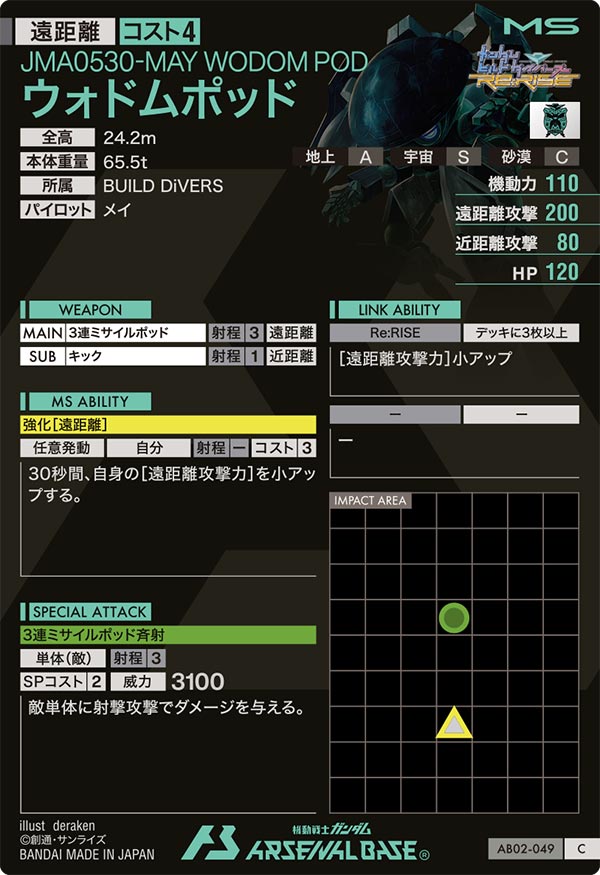 遠距離 コスト4 MS
JMA0530-MAY WODOM POD
ウォドムポッド
Re:RISE
全高 24.2m
本体重量 65.5t
所属 BUILD DiVERS
パイロット メイ
地上 A 宇宙 S 砂漠 C
機動力 110
遠距離攻撃 200
近距離攻撃 80
HP 120
WEAPON
MAIN 3連ミサイルポッド 射程 3 遠距離
SUB キック 射程 1 近距離
MS ABILITY
強化[遠距離]
任意発動 自分 射程 ー コスト 3
30秒間、自身の[遠距離攻撃力]を小アッ
プする。
SPECIAL ATTACK
3連ミサイルポッド斉射
単体(敵) 射程 3
SPコスト 2 威力 3100
敵単体に射撃攻撃でダメージを与える。
LINK ABILITY
Re:RISE デッキに3枚以上
[遠距離攻撃力]小アップ
ー ー
ー
IMPACT AREA
illust deraken
©創通・サンライズ
BANDAI MADE IN JAPAN
機動戦士ガンダム
ARSENAL BASE®
AB02-049 C